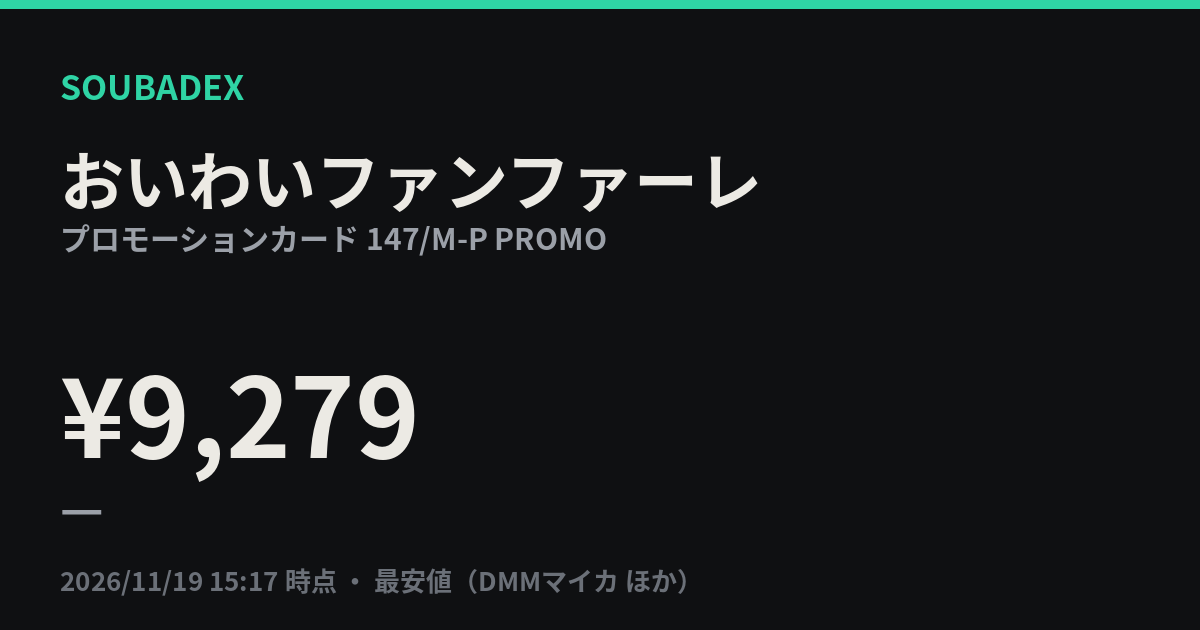 SOUBADEX
おいわいファンファーレ
プロモーションカード 147/M-P PROMO
¥9,279
—
2026/11/19 15:17 時点 ・ 最安値（DMMマイカ ほか）